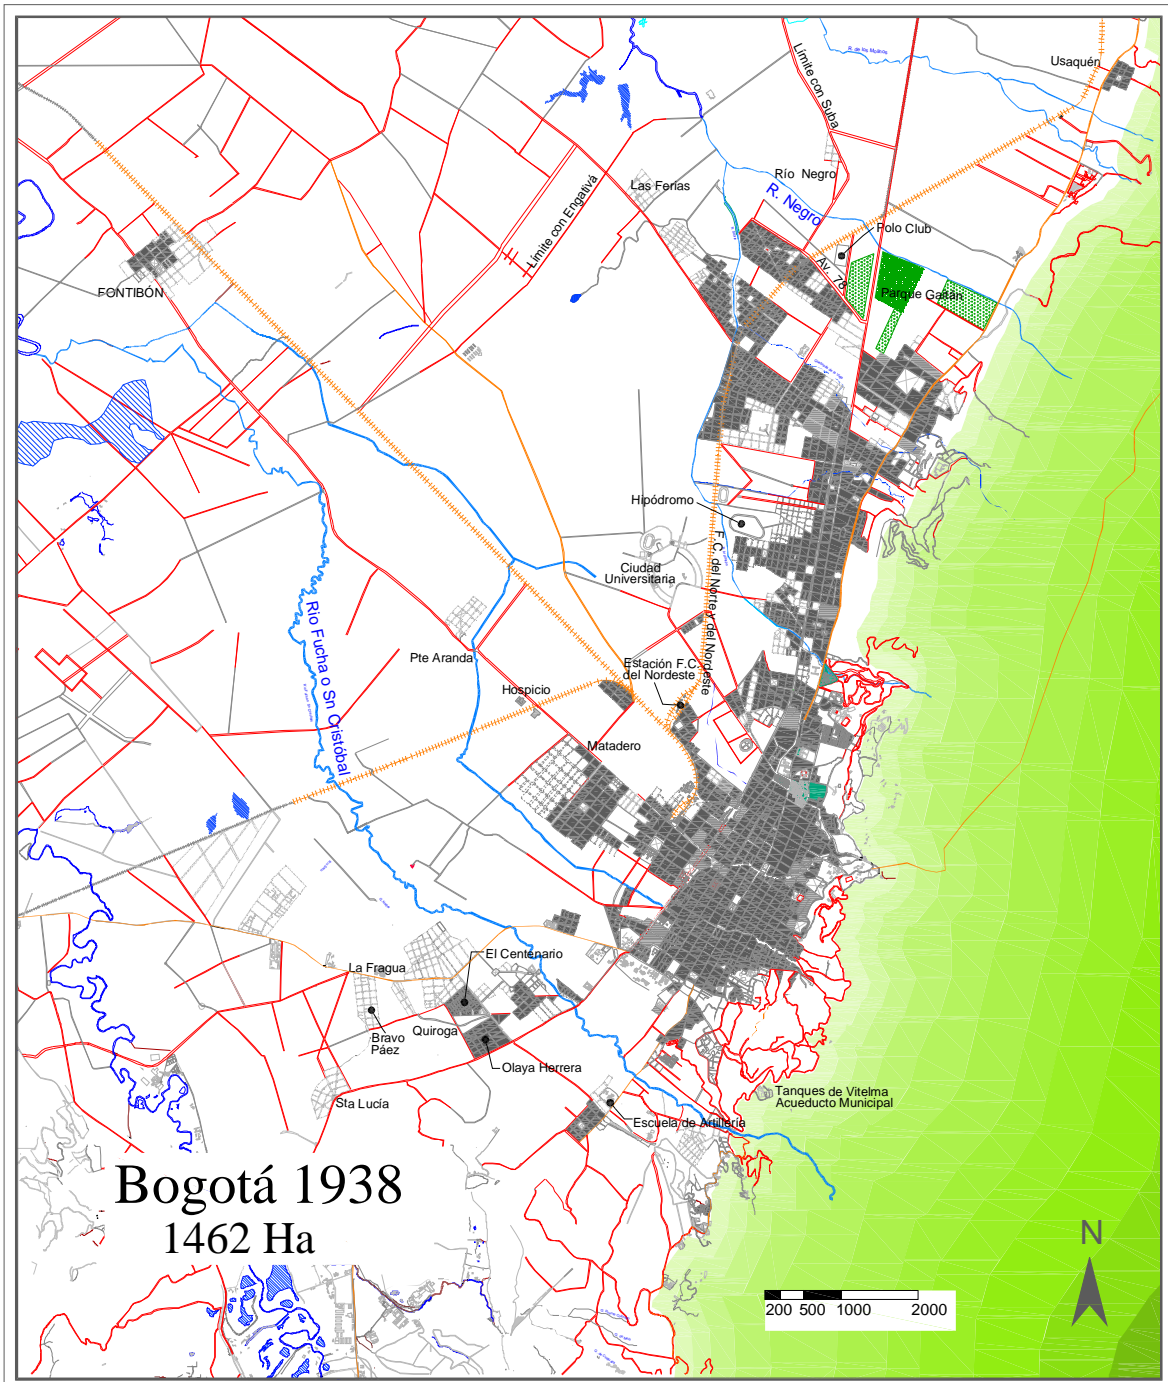 R. de los Molinos
Usaquén
Límite con Suba
Río Negro
Las Ferias
R. Negro
Polo Club
Límite con Engativá
Av. 78
Parque Gaitán
FONTIBÓN
Hipódromo
Ciudad
Universitaria
F.C. del Norte y del Nordeste
Rio Fucha o Sn Cristóbal
Pte Aranda
Estación F.C.
del Nordeste
Hospicio
Matadero
El Centenario
La Fragua
Bravo
Páez
Quiroga
Olaya Herrera
Tanques de Vitelma
Acueducto Municipal
Sta Lucía
Escuela de Artillería
Bogotá 1938
1462 Ha
N
200 500 1000 2000